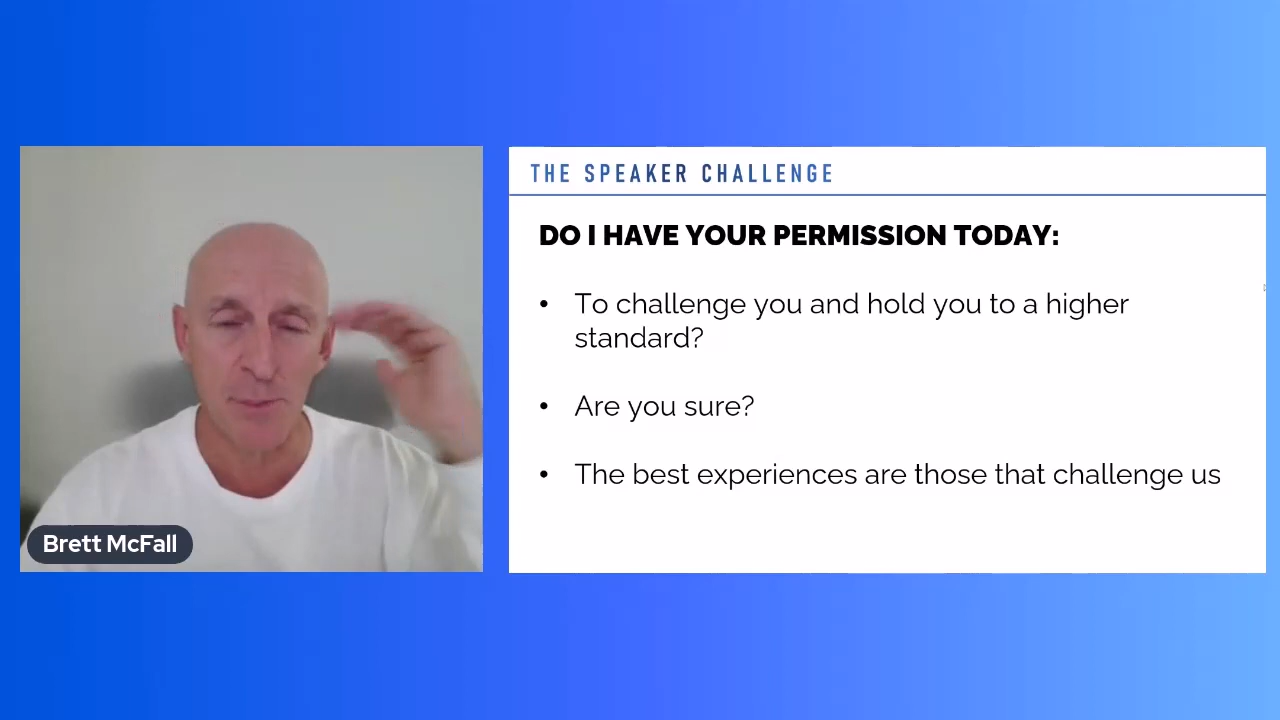 THE SPEAKER CHALLENGE
DO I HAVE YOUR PERMISSION TODAY:
• To challenge you and hold you to a higher
standard?
• Are you sure?
• The best experiences are those that challenge us
Brett McFall